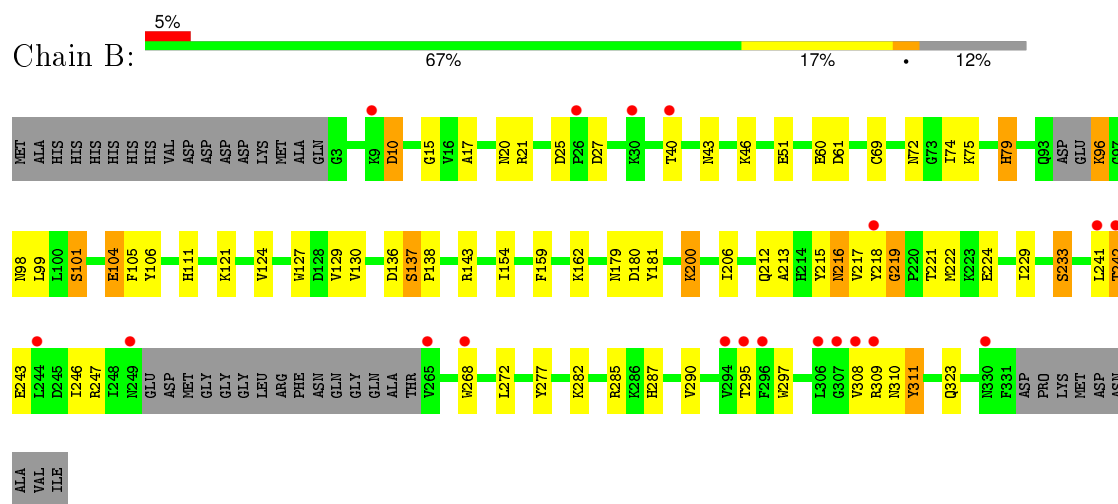 5%
Chain B:
67% 17% • 12%
MET ALA HIS HIS HIS HIS HIS HIS VAL ASP ASP ASP ASP LYS MET ALA GLN G3 K9 D10 G15 V16 A17 N20 R21 D25 P26 D27 K30 T40 N43 K46 E51 E60 D61 C69 N72 G73 I74 K75 H79 Q93 ASP GLU K96
N98 L99 L100 S101 E104 F105 Y106 H111 K121 V124 W127 D128 V129 V130 D136 S137 P138 R143 I154 F159 K162 N179 D180 Y181 K200 I206 Q212 A213 H214 Y215 N216 V217 Y218 G219 P220 T221 M222 K223 E224 I229 S233 L241 T242
E243 L244 D245 I246 R247 I248 N249 GLU ASP MET GLY GLY GLY LEU ARG PHE ASN GLN GLY GLN ALA THR V265 W268 L272 Y277 K282 R285 K286 H287 V290 V294 T295 F296 W297 L306 G307 V308 R309 N310 Y311 Q323 N330 F331 ASP PRO LYS MET ASP ASN
ALA VAL ILE